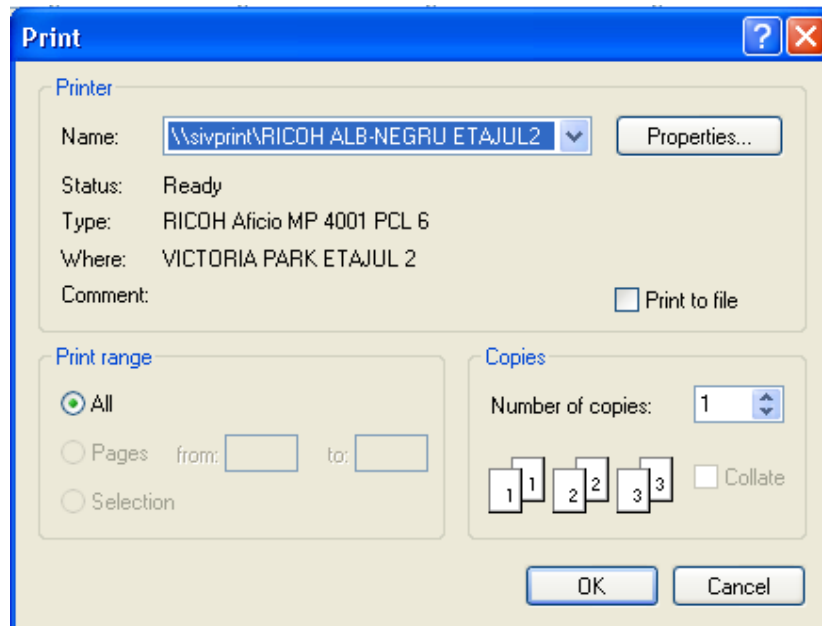 Print
Printer
Name: \\sivprint\RICOH ALB-NEGRU ETAJUL2 Properties...
Status: Ready
Type: RICOH Aficio MP 4001 PCL 6
Where: VICTORIA PARK ETAJUL 2
Comment: Print to file
Print range
All
Pages from: to:
Selection
Copies
Number of copies: 1
1 1 2 2 3 3 Collate
OK Cancel